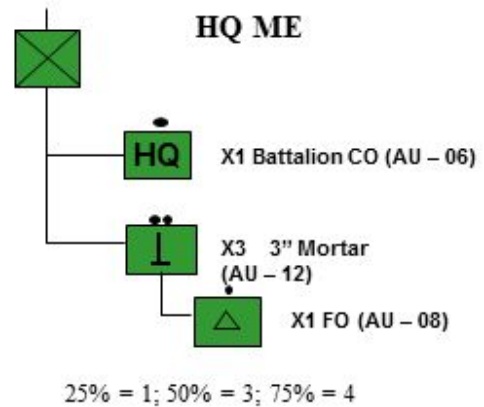 HQ ME
HQ
X1 Battalion CO (AU – 06)
X3 3” Mortar
(AU – 12)
X1 FO (AU – 08)
25% = 1; 50% = 3; 75% = 4